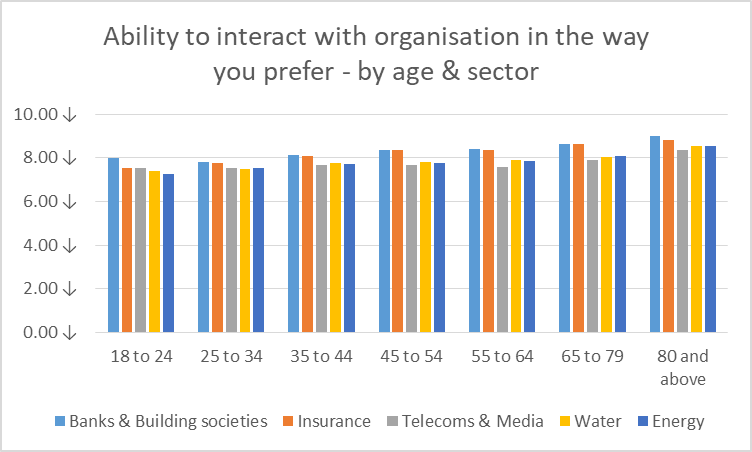 Ability to interact with organisation in the way
you prefer - by age & sector
10.00 ↓
8.00 ↓
6.00 ↓
4.00 ↓
2.00 ↓
0.00 ↓
18 to 24 25 to 34 35 to 44 45 to 54 55 to 64 65 to 79 80 and
above
Banks & Building societies Insurance Telecoms & Media Water Energy